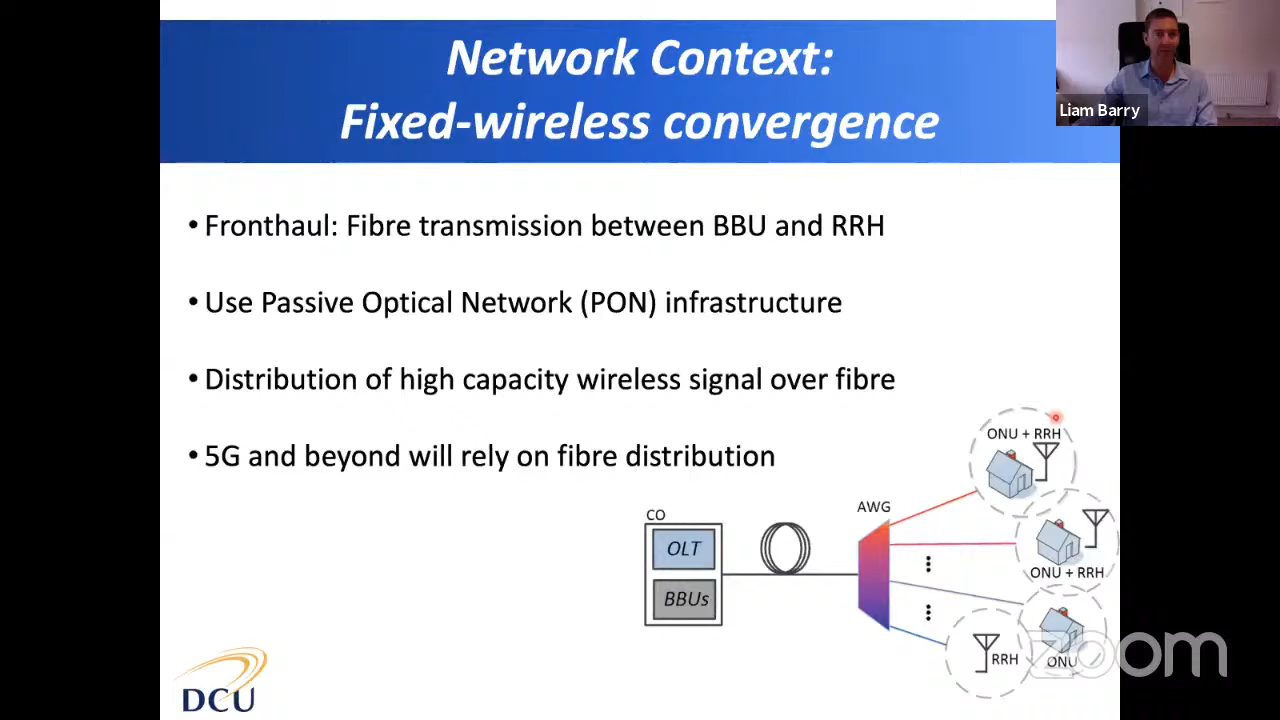 Network Context:
Fixed-wireless convergence
Liam Barry
• Fronthaul: Fibre transmission between BBU and RRH
• Use Passive Optical Network (PON) infrastructure
• Distribution of high capacity wireless signal over fibre
• 5G and beyond will rely on fibre distribution
ONU + RRH
CO
AWG
OLT
ONU + RRH
BBUs
RRH
ONU
zoom
DCU